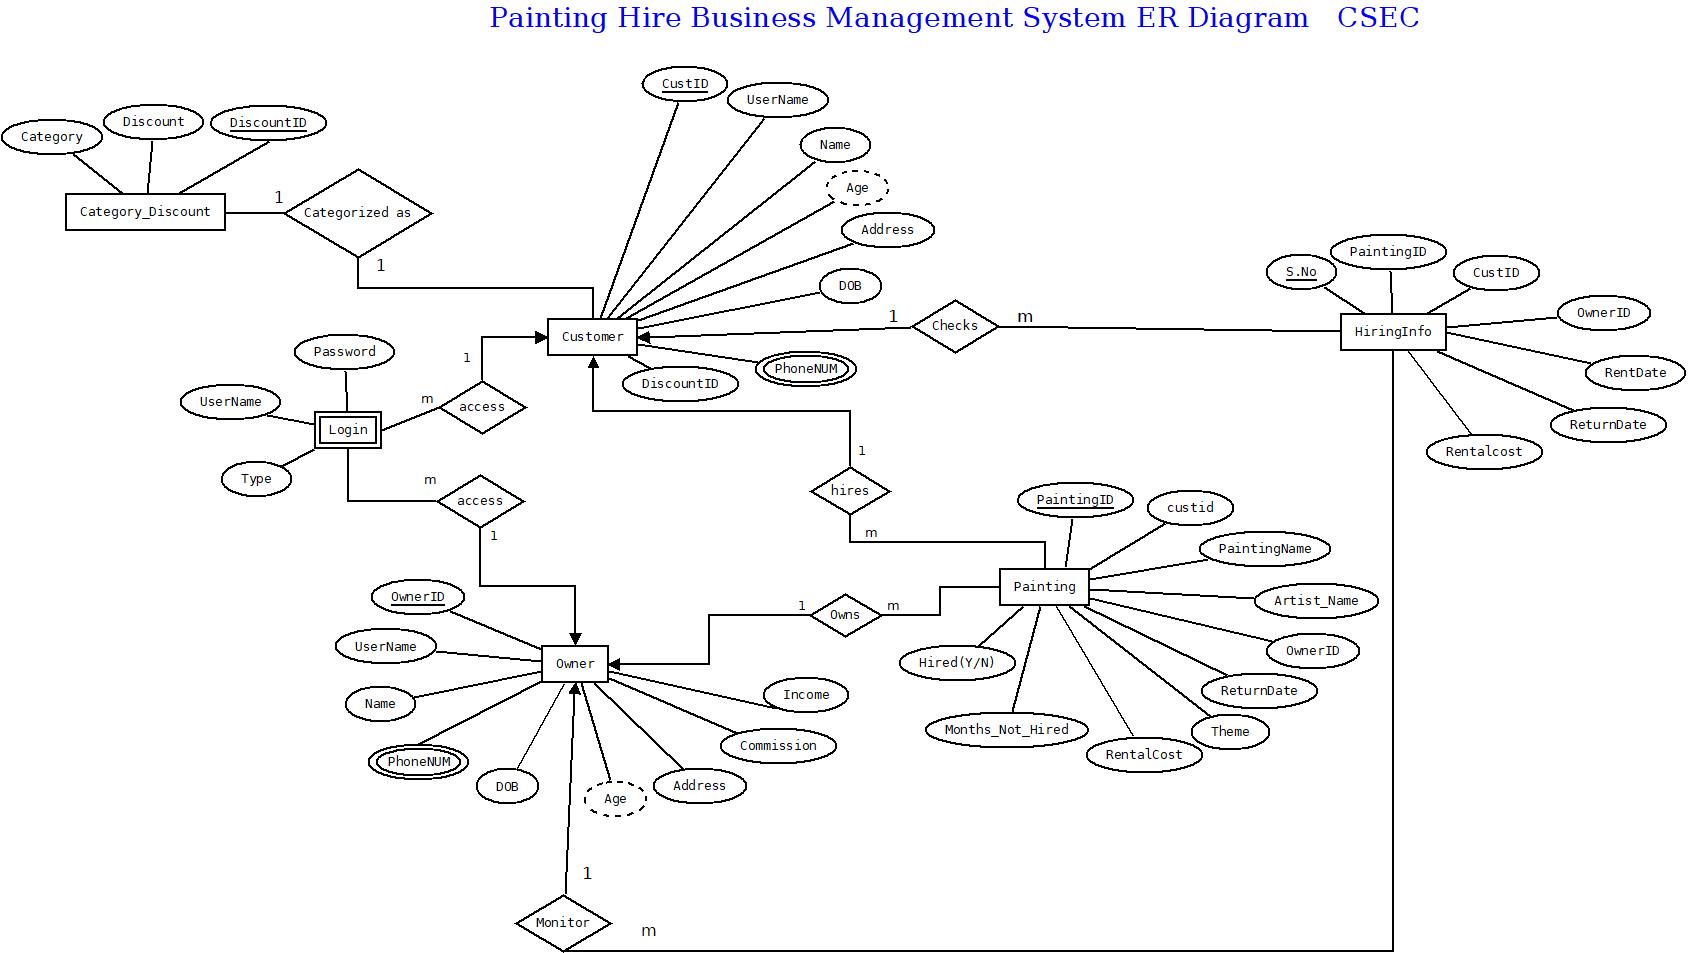 Painting Hire Business Management System ER Diagram CSEC
CustID
UserName
Category
Discount
DiscountID
Name
Age
Category_Discount
1
Categorized as
Address
1
DOB
S.No
PaintingID
CustID
OwnerID
Customer
1
Checks
m
HiringInfo
Password
1
PhoneNUM
DiscountID
RentDate
UserName
m
access
Login
ReturnDate
Rentalcost
Type
m
access
1
hires
1
m
PaintingID
custid
PaintingName
OwnerID
Painting
1
Owns
m
Artist_Name
UserName
Owner
Hired(Y/N)
OwnerID
Name
Income
ReturnDate
PhoneNUM
Commission
Months_Not_Hired
RentalCost
Theme
DOB
Age
Address
1
Monitor
m